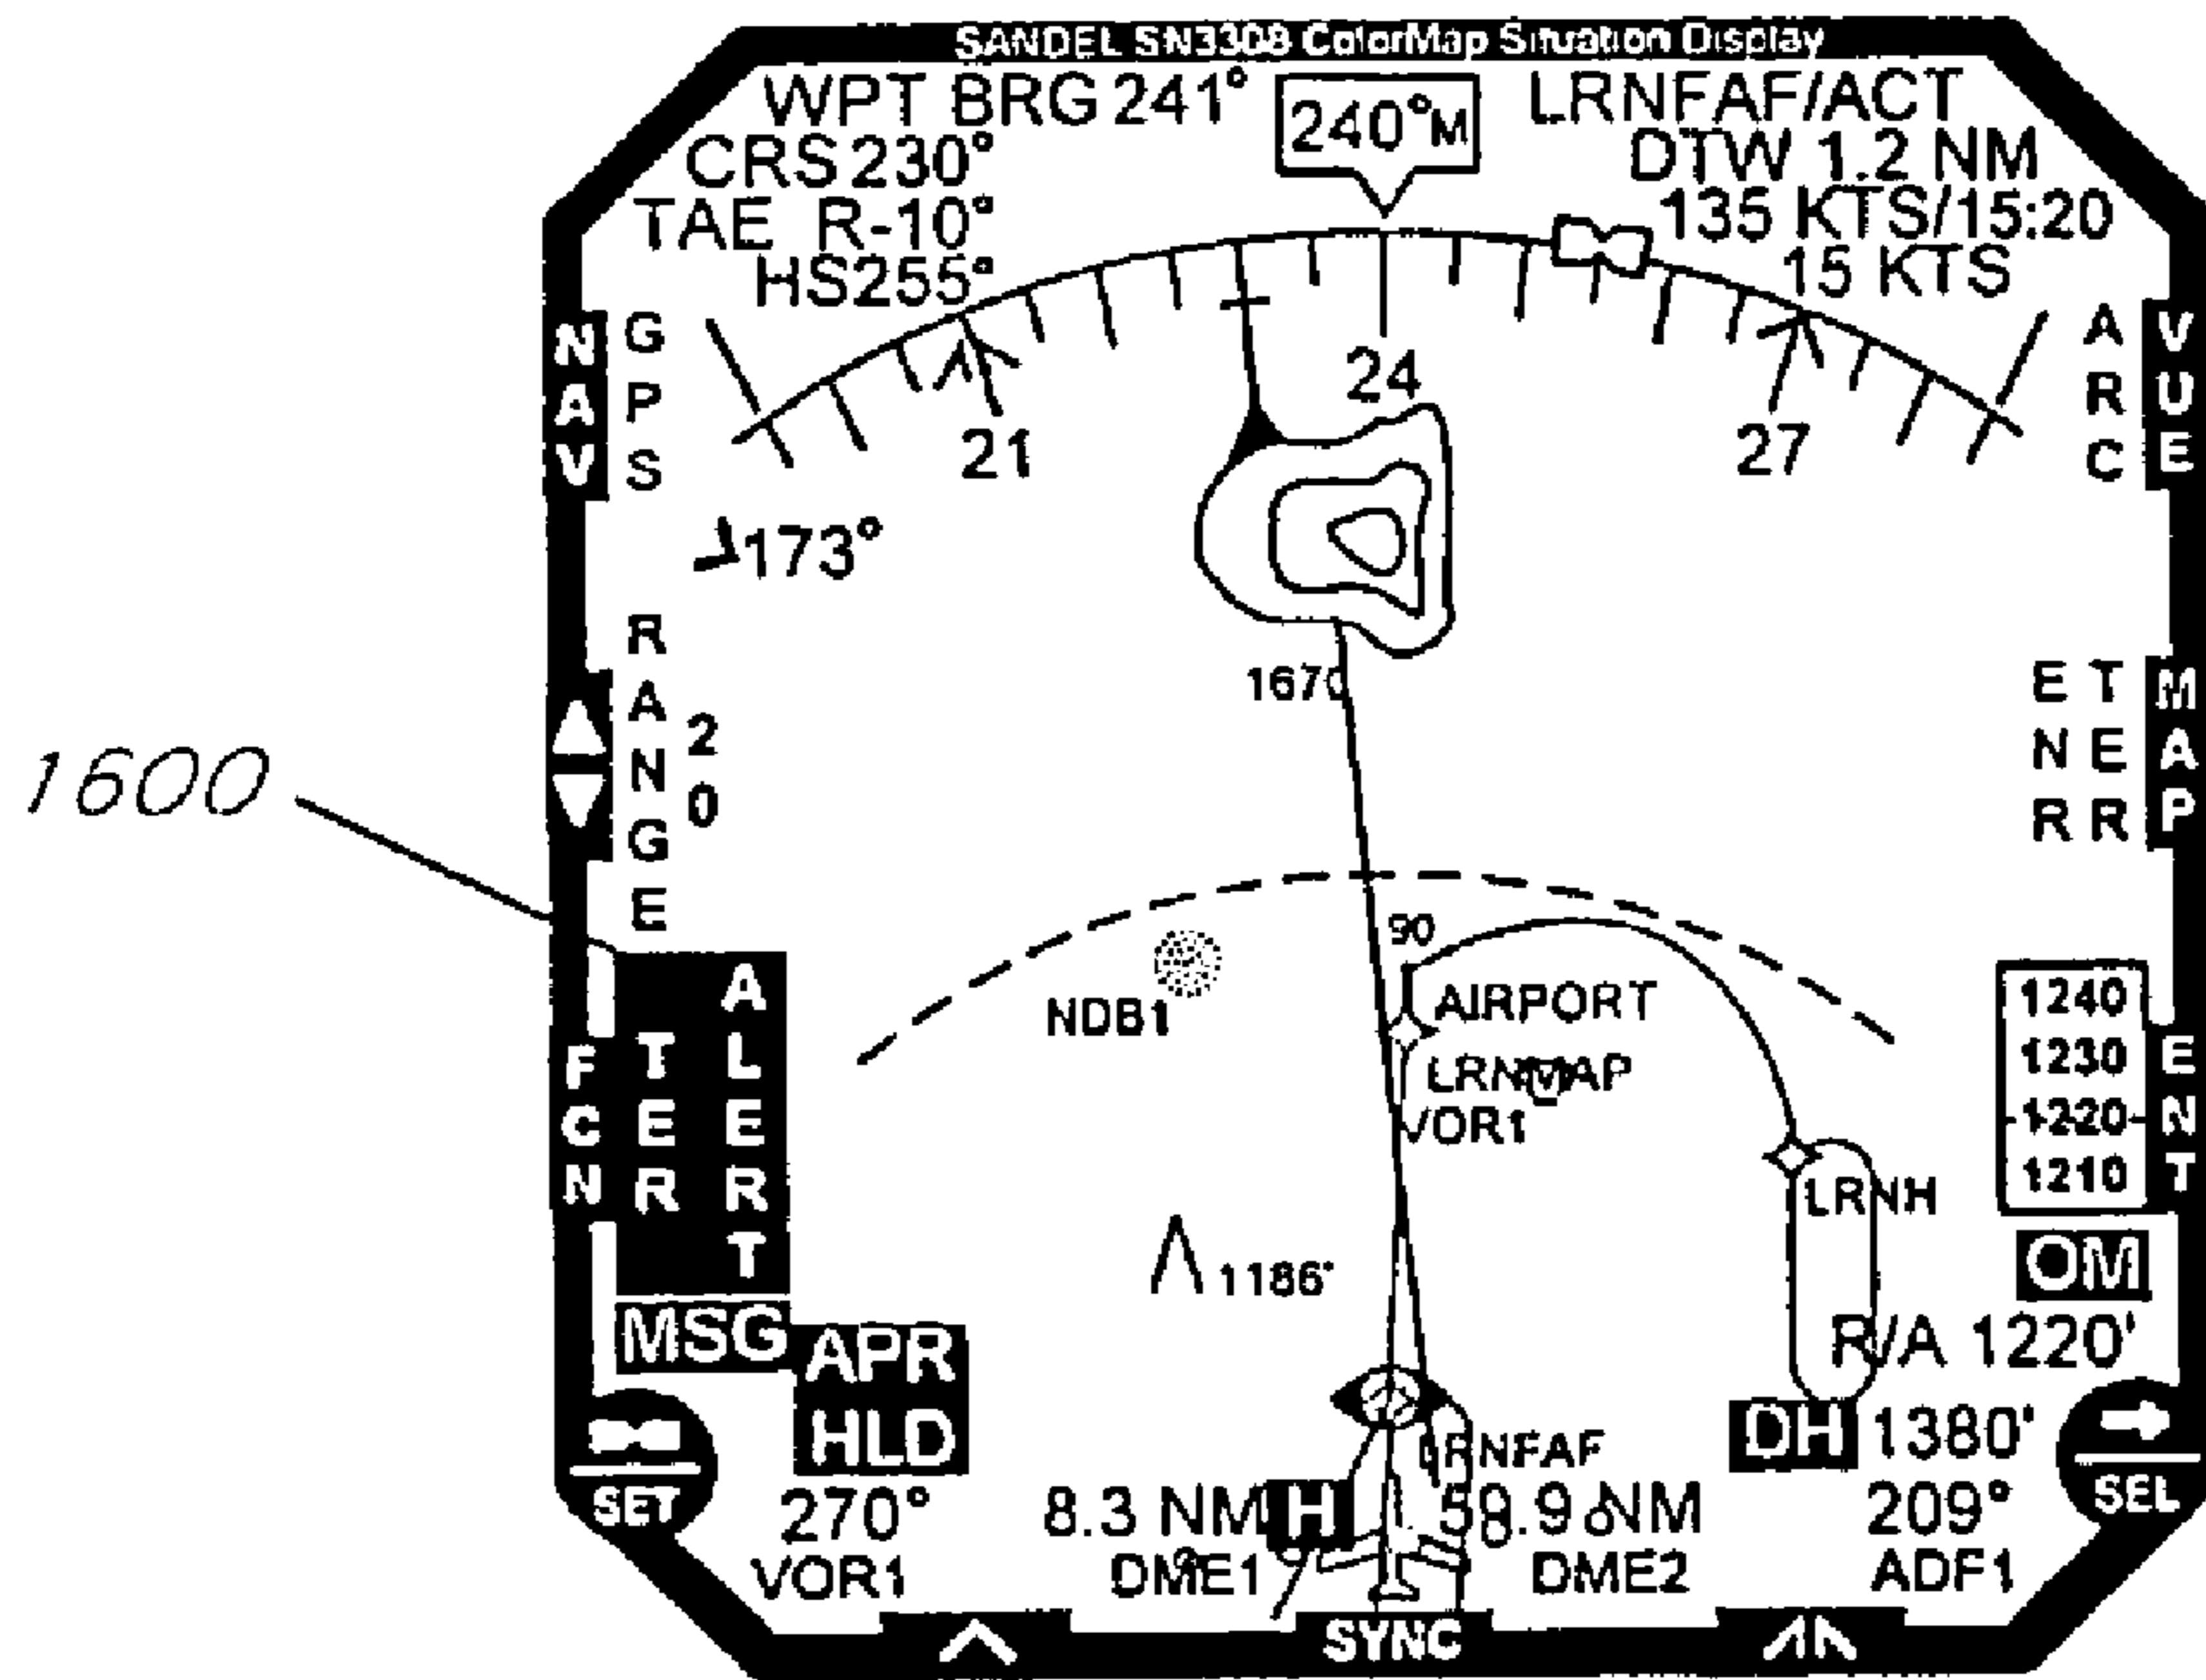 SANDEL SN3308 ColorMap Situation Display
WPT BRG 241°
240°M
LRNFAF/ACT
CRS 230°
DTW 1.2 NM
TAE R-10°
135 KTS/15:20
HS255°
15 KTS
NAV
GPS
ARC
VUE
21
24
27
173°
RANGE
20
1670
ENR
TERR
MAP
1600
90
NDB1
AIRPORT
LRNMAP
VOR1
FCN
TER
ALERT
1240
1230
1220
1210
ENT
LRNH
1186'
OM
R/A 1220'
MSG
APR
HLD
DH 1380'
LRNFAF
SET
270°
8.3 NM
H
58.9 NM
209°
SEL
VOR1
DME1
DME2
ADF1
SYNC